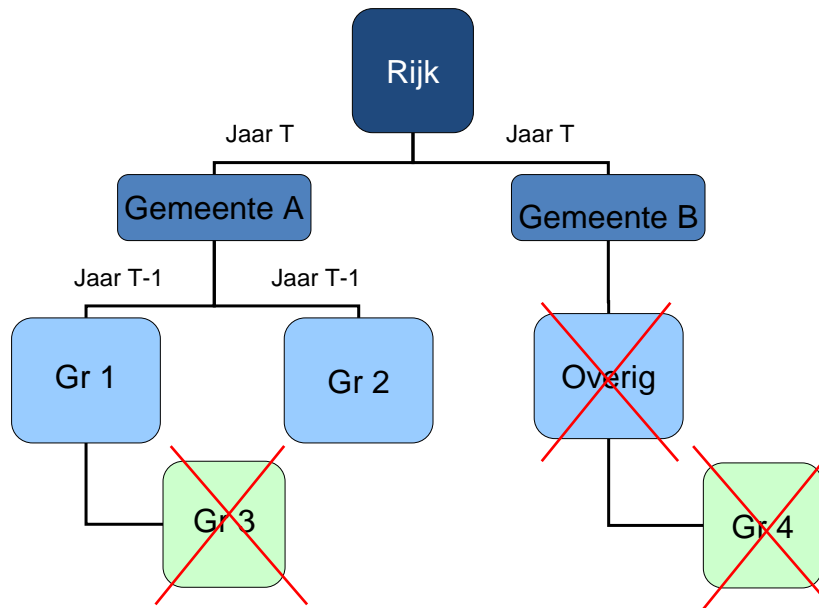 Rijk
Jaar T
Jaar T
Gemeente A
Gemeente B
Jaar T-1
Jaar T-1
Gr 1
Gr 2
Overig
Gr 3
Gr 4